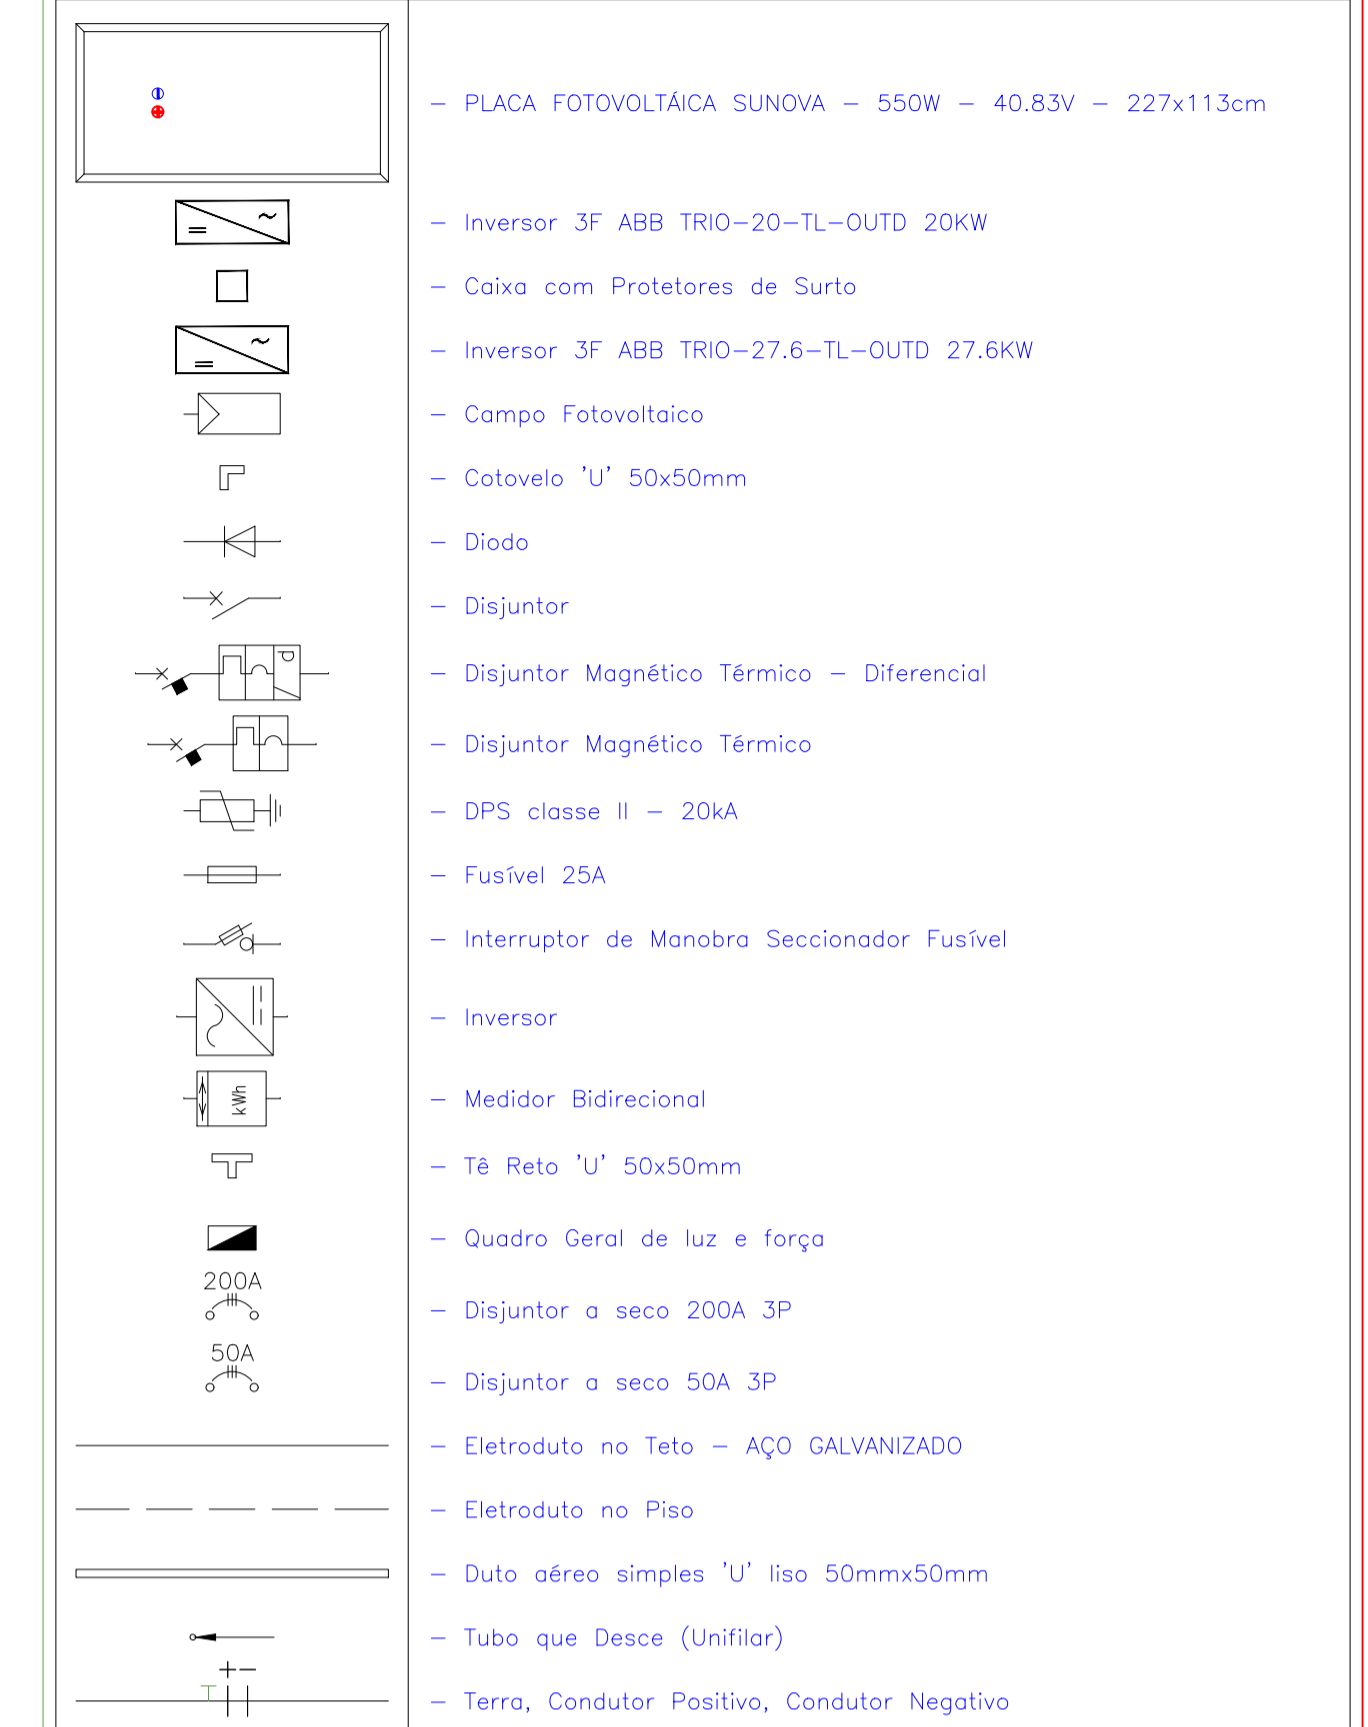 - PLACA FOTOVOLTÁICA SUNOVA - 550W - 40.83V - 227x113cm
- Inversor 3F ABB TRIO-20-TL-OUTD 20KW
- Caixa com Protetores de Surto
- Inversor 3F ABB TRIO-27.6-TL-OUTD 27.6KW
- Campo Fotovoltaico
- Cotovelo 'U' 50x50mm
- Diodo
- Disjuntor
d
- Disjuntor Magnético Térmico - Diferencial
- Disjuntor Magnético Térmico
- DPS classe II - 20kA
- Fusível 25A
- Interruptor de Manobra Seccionador Fusível
- Inversor
kWh
- Medidor Bidirecional
- Tê Reto 'U' 50x50mm
- Quadro Geral de luz e força
200A
- Disjuntor a seco 200A 3P
50A
- Disjuntor a seco 50A 3P
- Eletroduto no Teto - AÇO GALVANIZADO
- Eletroduto no Piso
- Duto aéreo simples 'U' liso 50mmx50mm
- Tubo que Desce (Unifilar)
+-
T
- Terra, Condutor Positivo, Condutor Negativo